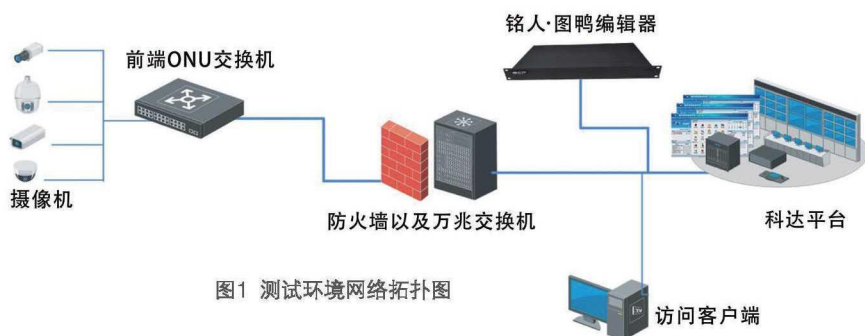 铭人·图鸭编辑器
前端ONU交换机
摄像机
防火墙以及万兆交换机
科达平台
图1 测试环境网络拓扑图
访问客户端